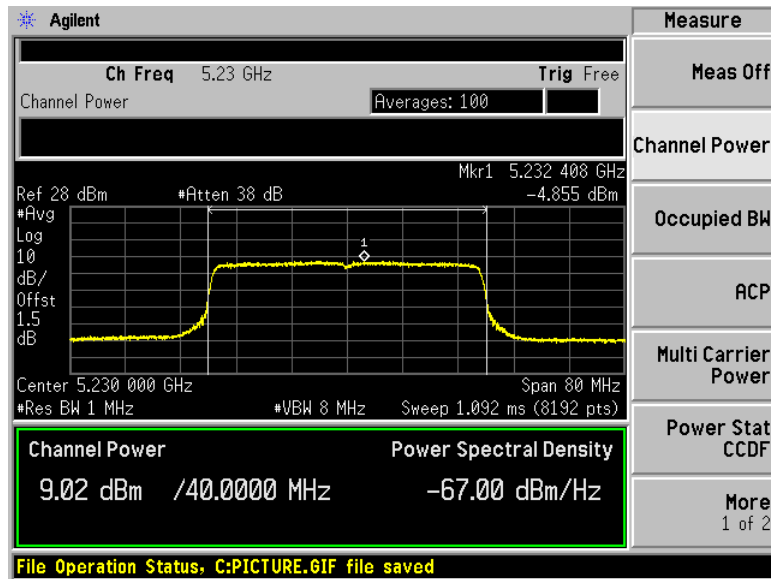 Agilent
Measure
Ch Freq 5.23 GHz Trig Free
Channel Power
Averages: 100
Mkr1 5.232 408 GHz
Ref 28 dBm #Atten 38 dB -4.855 dBm
#Avg
Log
10
dB/
Offst
1.5
dB
1
Center 5.230 000 GHz Span 80 MHz
#Res BW 1 MHz #VBW 8 MHz Sweep 1.092 ms (8192 pts)
Channel Power Power Spectral Density
9.02 dBm /40.0000 MHz -67.00 dBm/Hz
File Operation Status, C:PICTURE.GIF file saved
Meas Off
Channel Power
Occupied BW
ACP
Multi Carrier
Power
Power Stat
CCDF
More
1 of 2